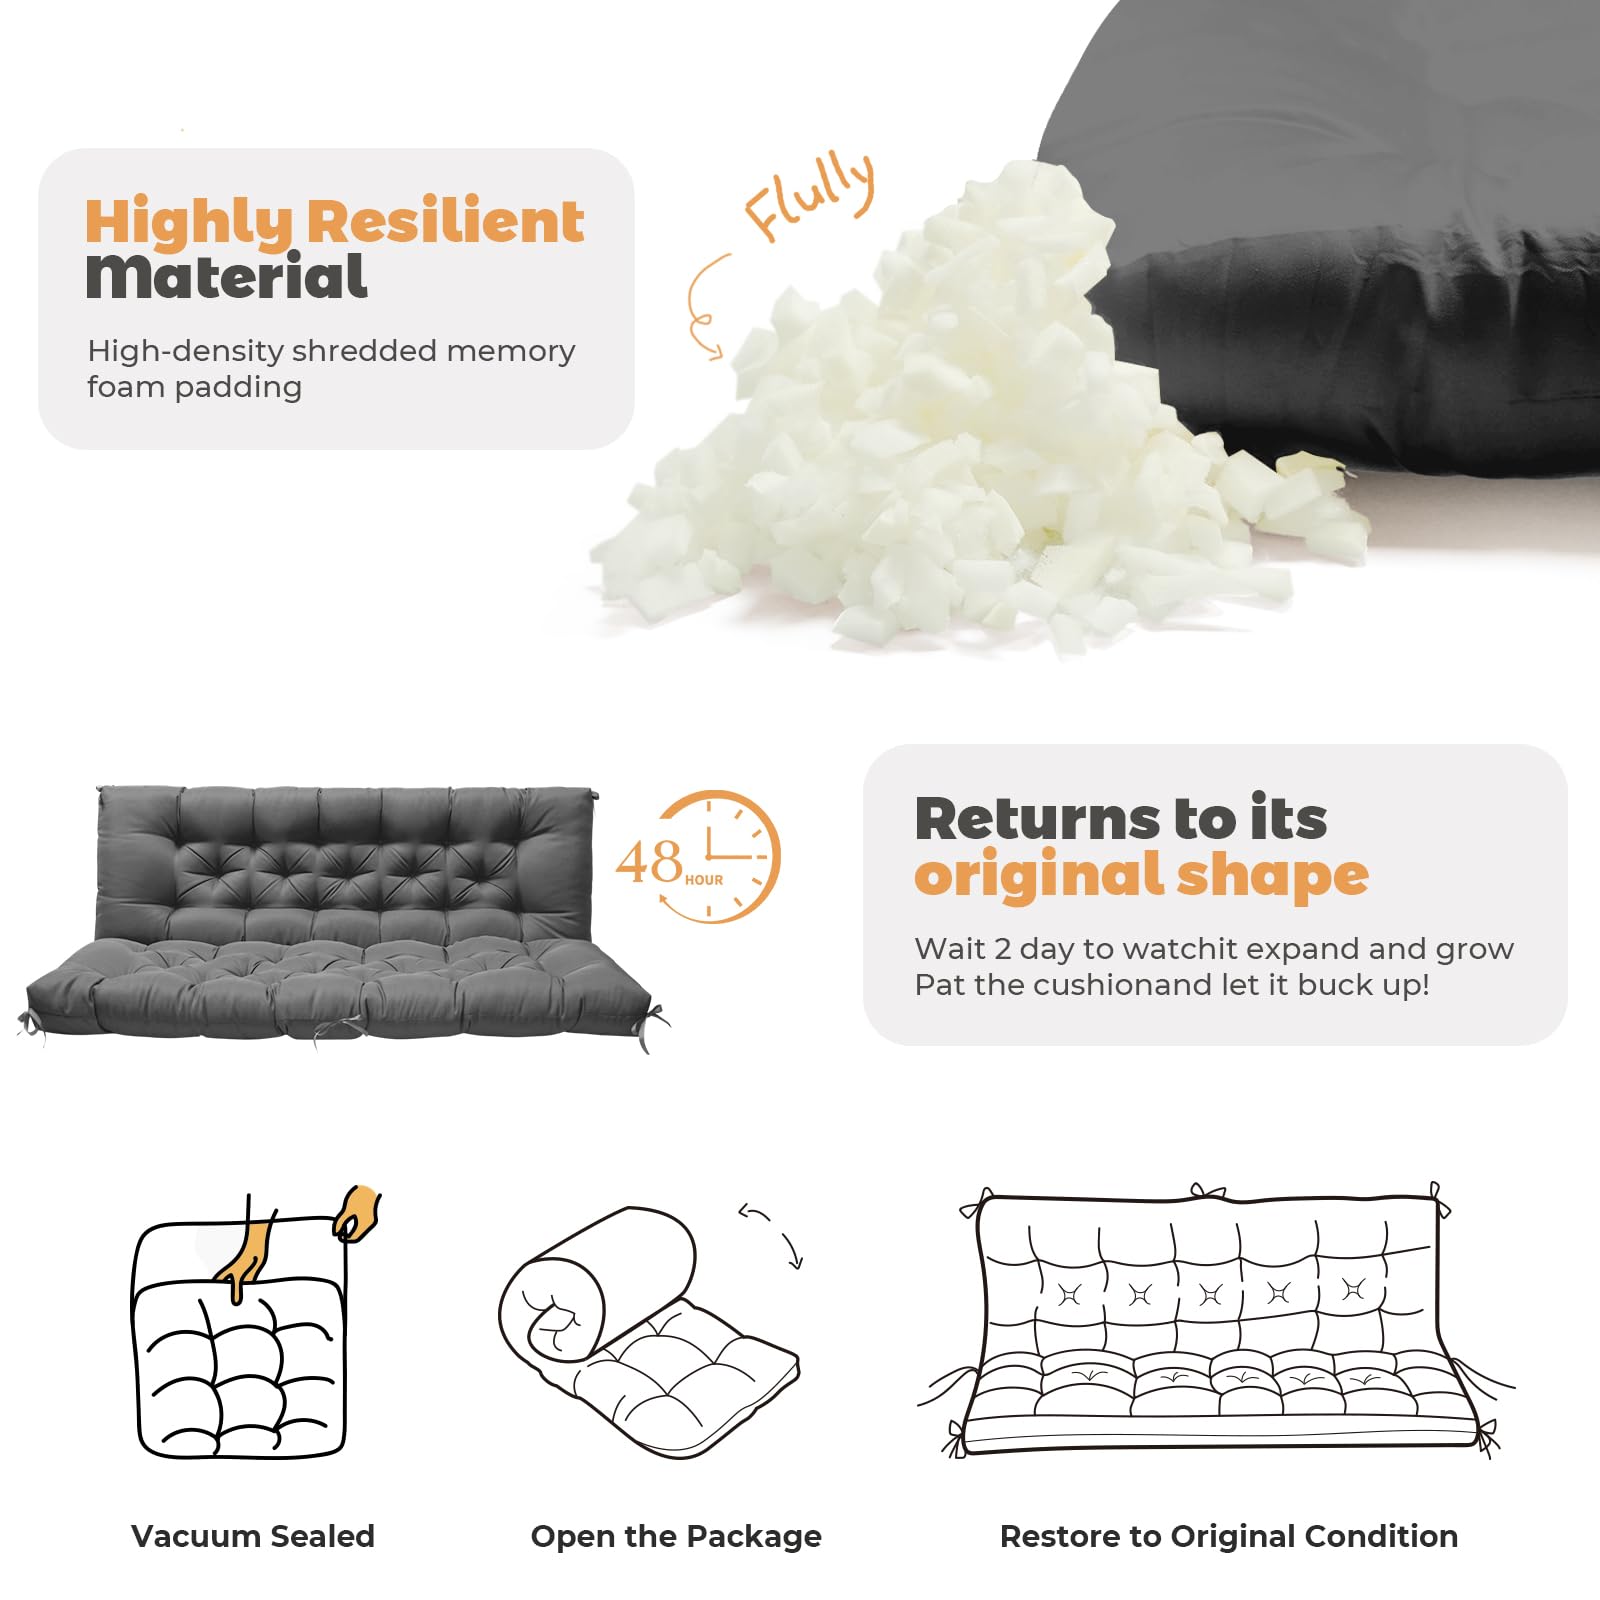 Highly Resilient
Material
High-density shredded memory
foam padding
Flully
48 HOUR
Returns to its
original shape
Wait 2 day to watchit expand and grow
Pat the cushionand let it buck up!
Vacuum Sealed
Open the Package
Restore to Original Condition